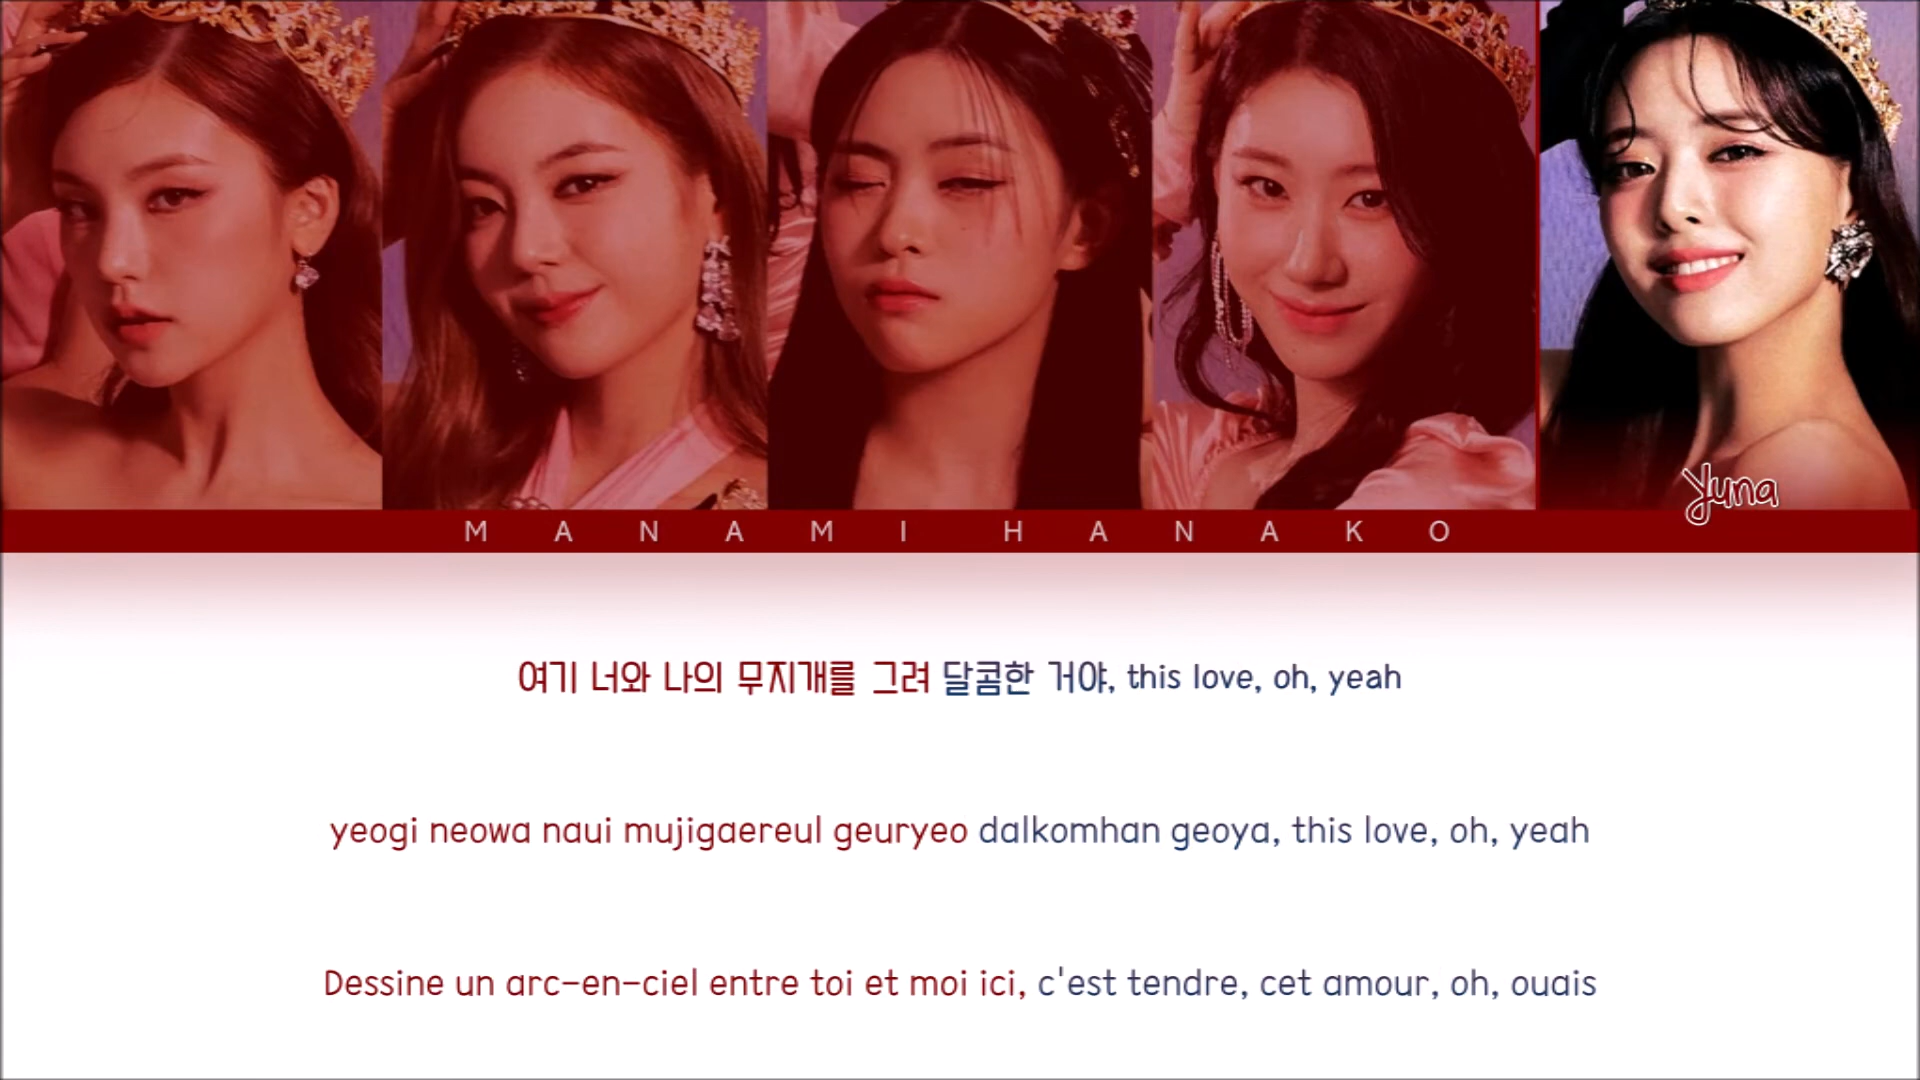 Yuna
MANAMI HANAKO
여기 너와 나의 무지개를 그려 달콤한 거야, this love, oh, yeah
yeogi neowa naui mujigaereul geuryeo dalkomhan geoya, this love, oh, yeah
Dessine un arc-en-ciel entre toi et moi ici, c'est tendre, cet amour, oh, ouais